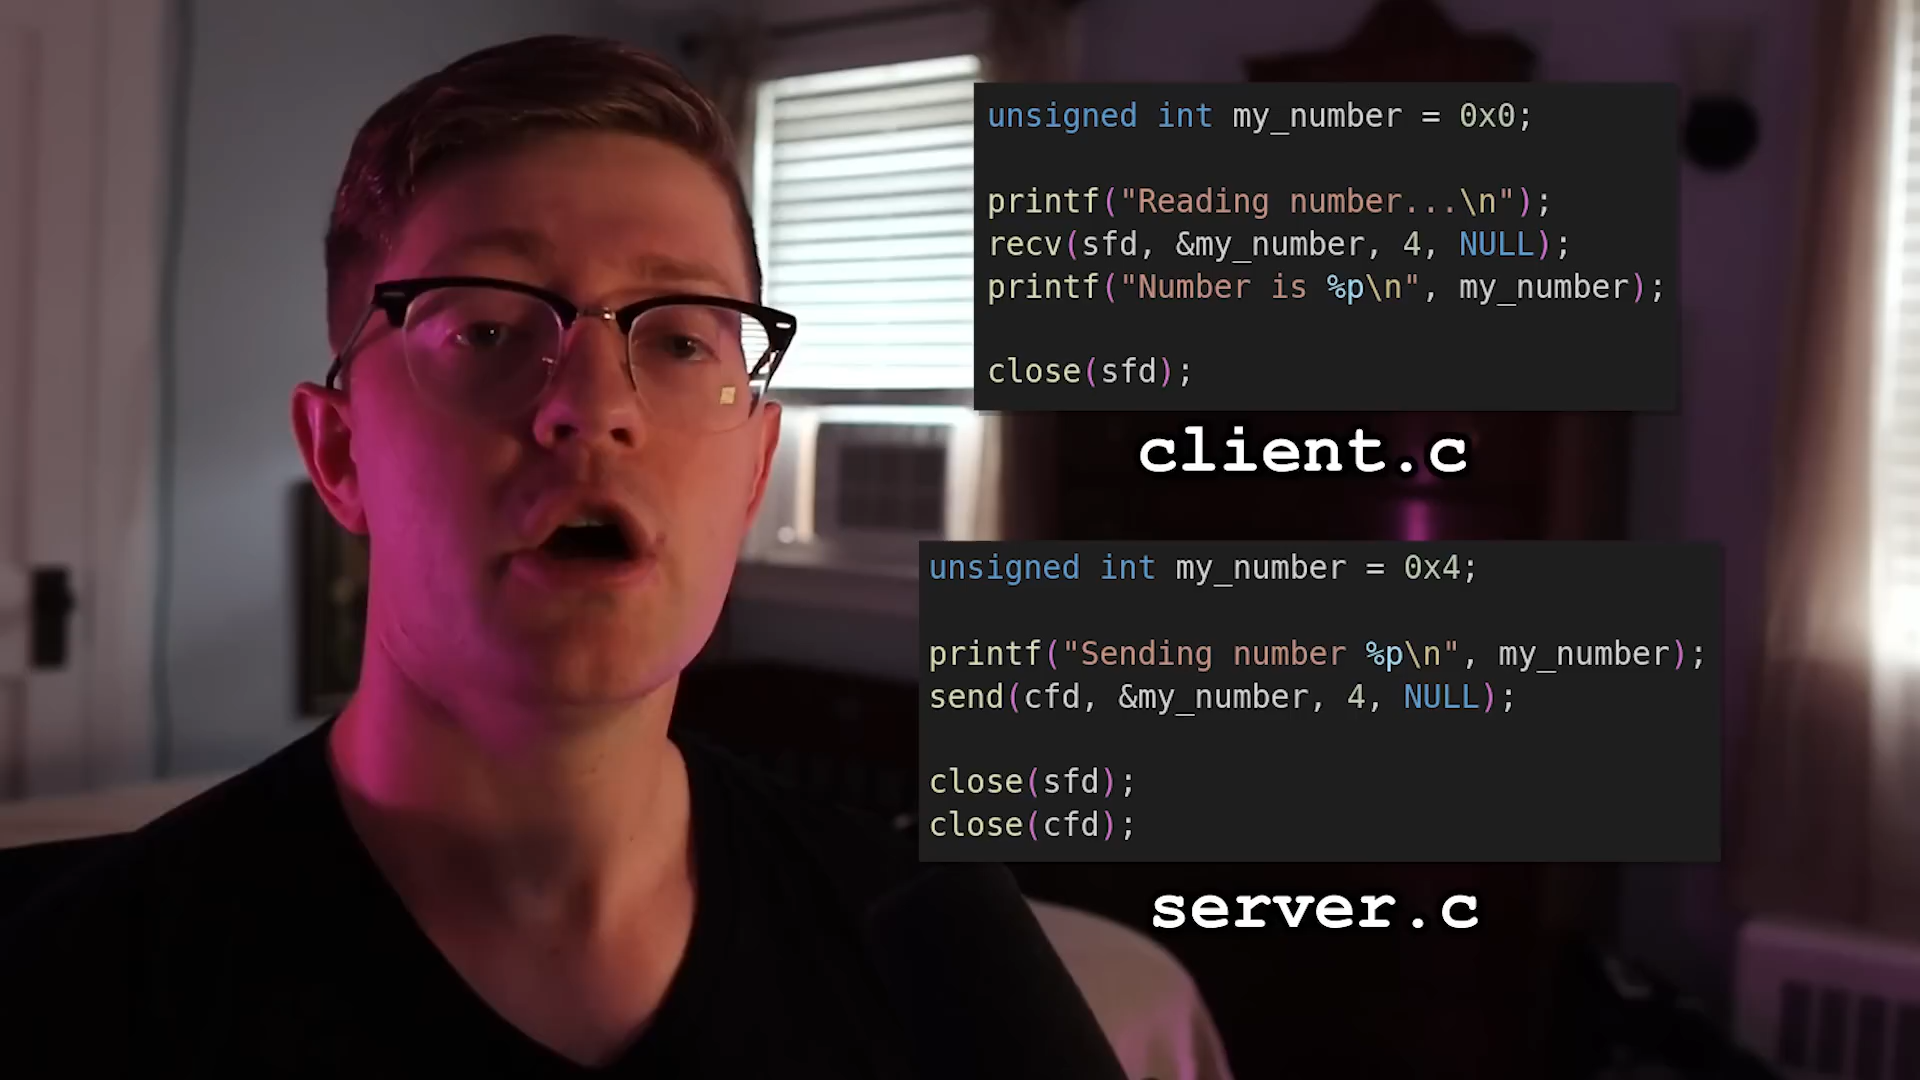 unsigned int my_number = 0x0;
printf("Reading number...\n");
recv(sfd, &my_number, 4, NULL);
printf("Number is %p\n", my_number);
close(sfd);
client.c
unsigned int my_number = 0x4;
printf("Sending number %p\n", my_number);
send(cfd, &my_number, 4, NULL);
close(sfd);
close(cfd);
server.c